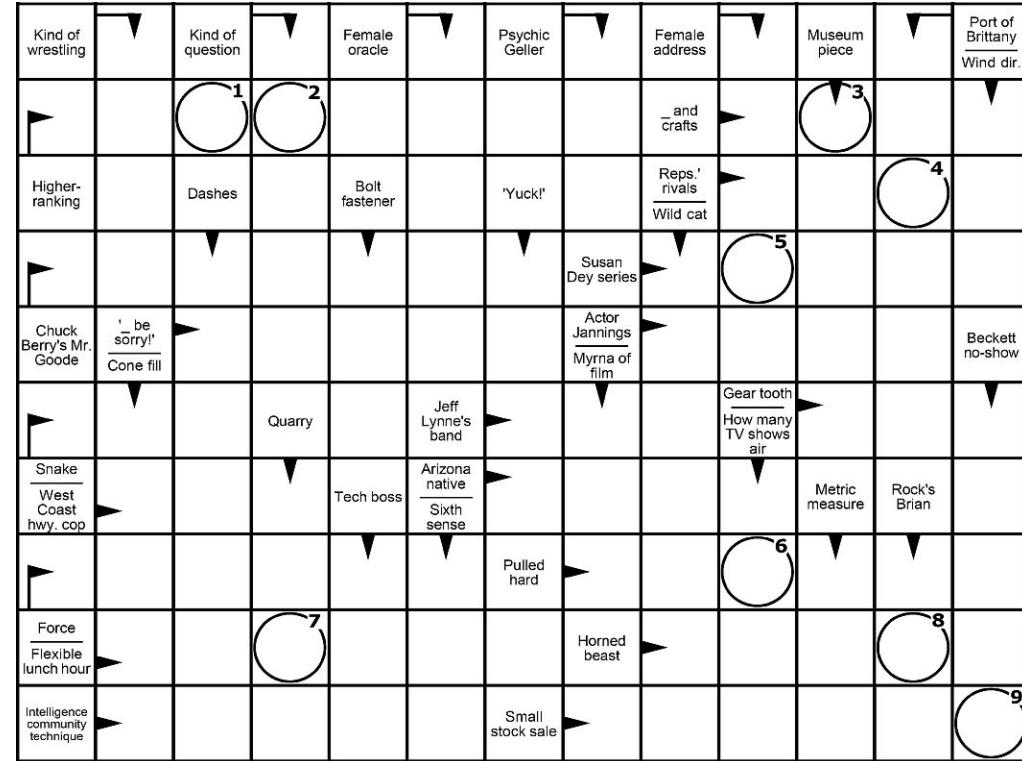 Kind of
wrestling
Kind of
question
Female
oracle
Psychic
Geller
Female
address
Museum
piece
Port of
Brittany
Wind dir.
1
2
_ and
crafts
3
Higher-
ranking
Dashes
Bolt
fastener
'Yuck!'
Reps.'
rivals
Wild cat
4
Susan
Dey series
5
Chuck
Berry's Mr.
Goode
'_ be
sorry!'
Cone fill
Actor
Jannings
Myrna of
film
Beckett
no-show
Quarry
Jeff
Lynne's
band
Gear tooth
How many
TV shows
air
Snake
West
Coast
hwy. cop
Tech boss
Arizona
native
Sixth
sense
Metric
measure
Rock's
Brian
Pulled
hard
6
Force
Flexible
lunch hour
7
Horned
beast
8
Intelligence
community
technique
Small
stock sale
9